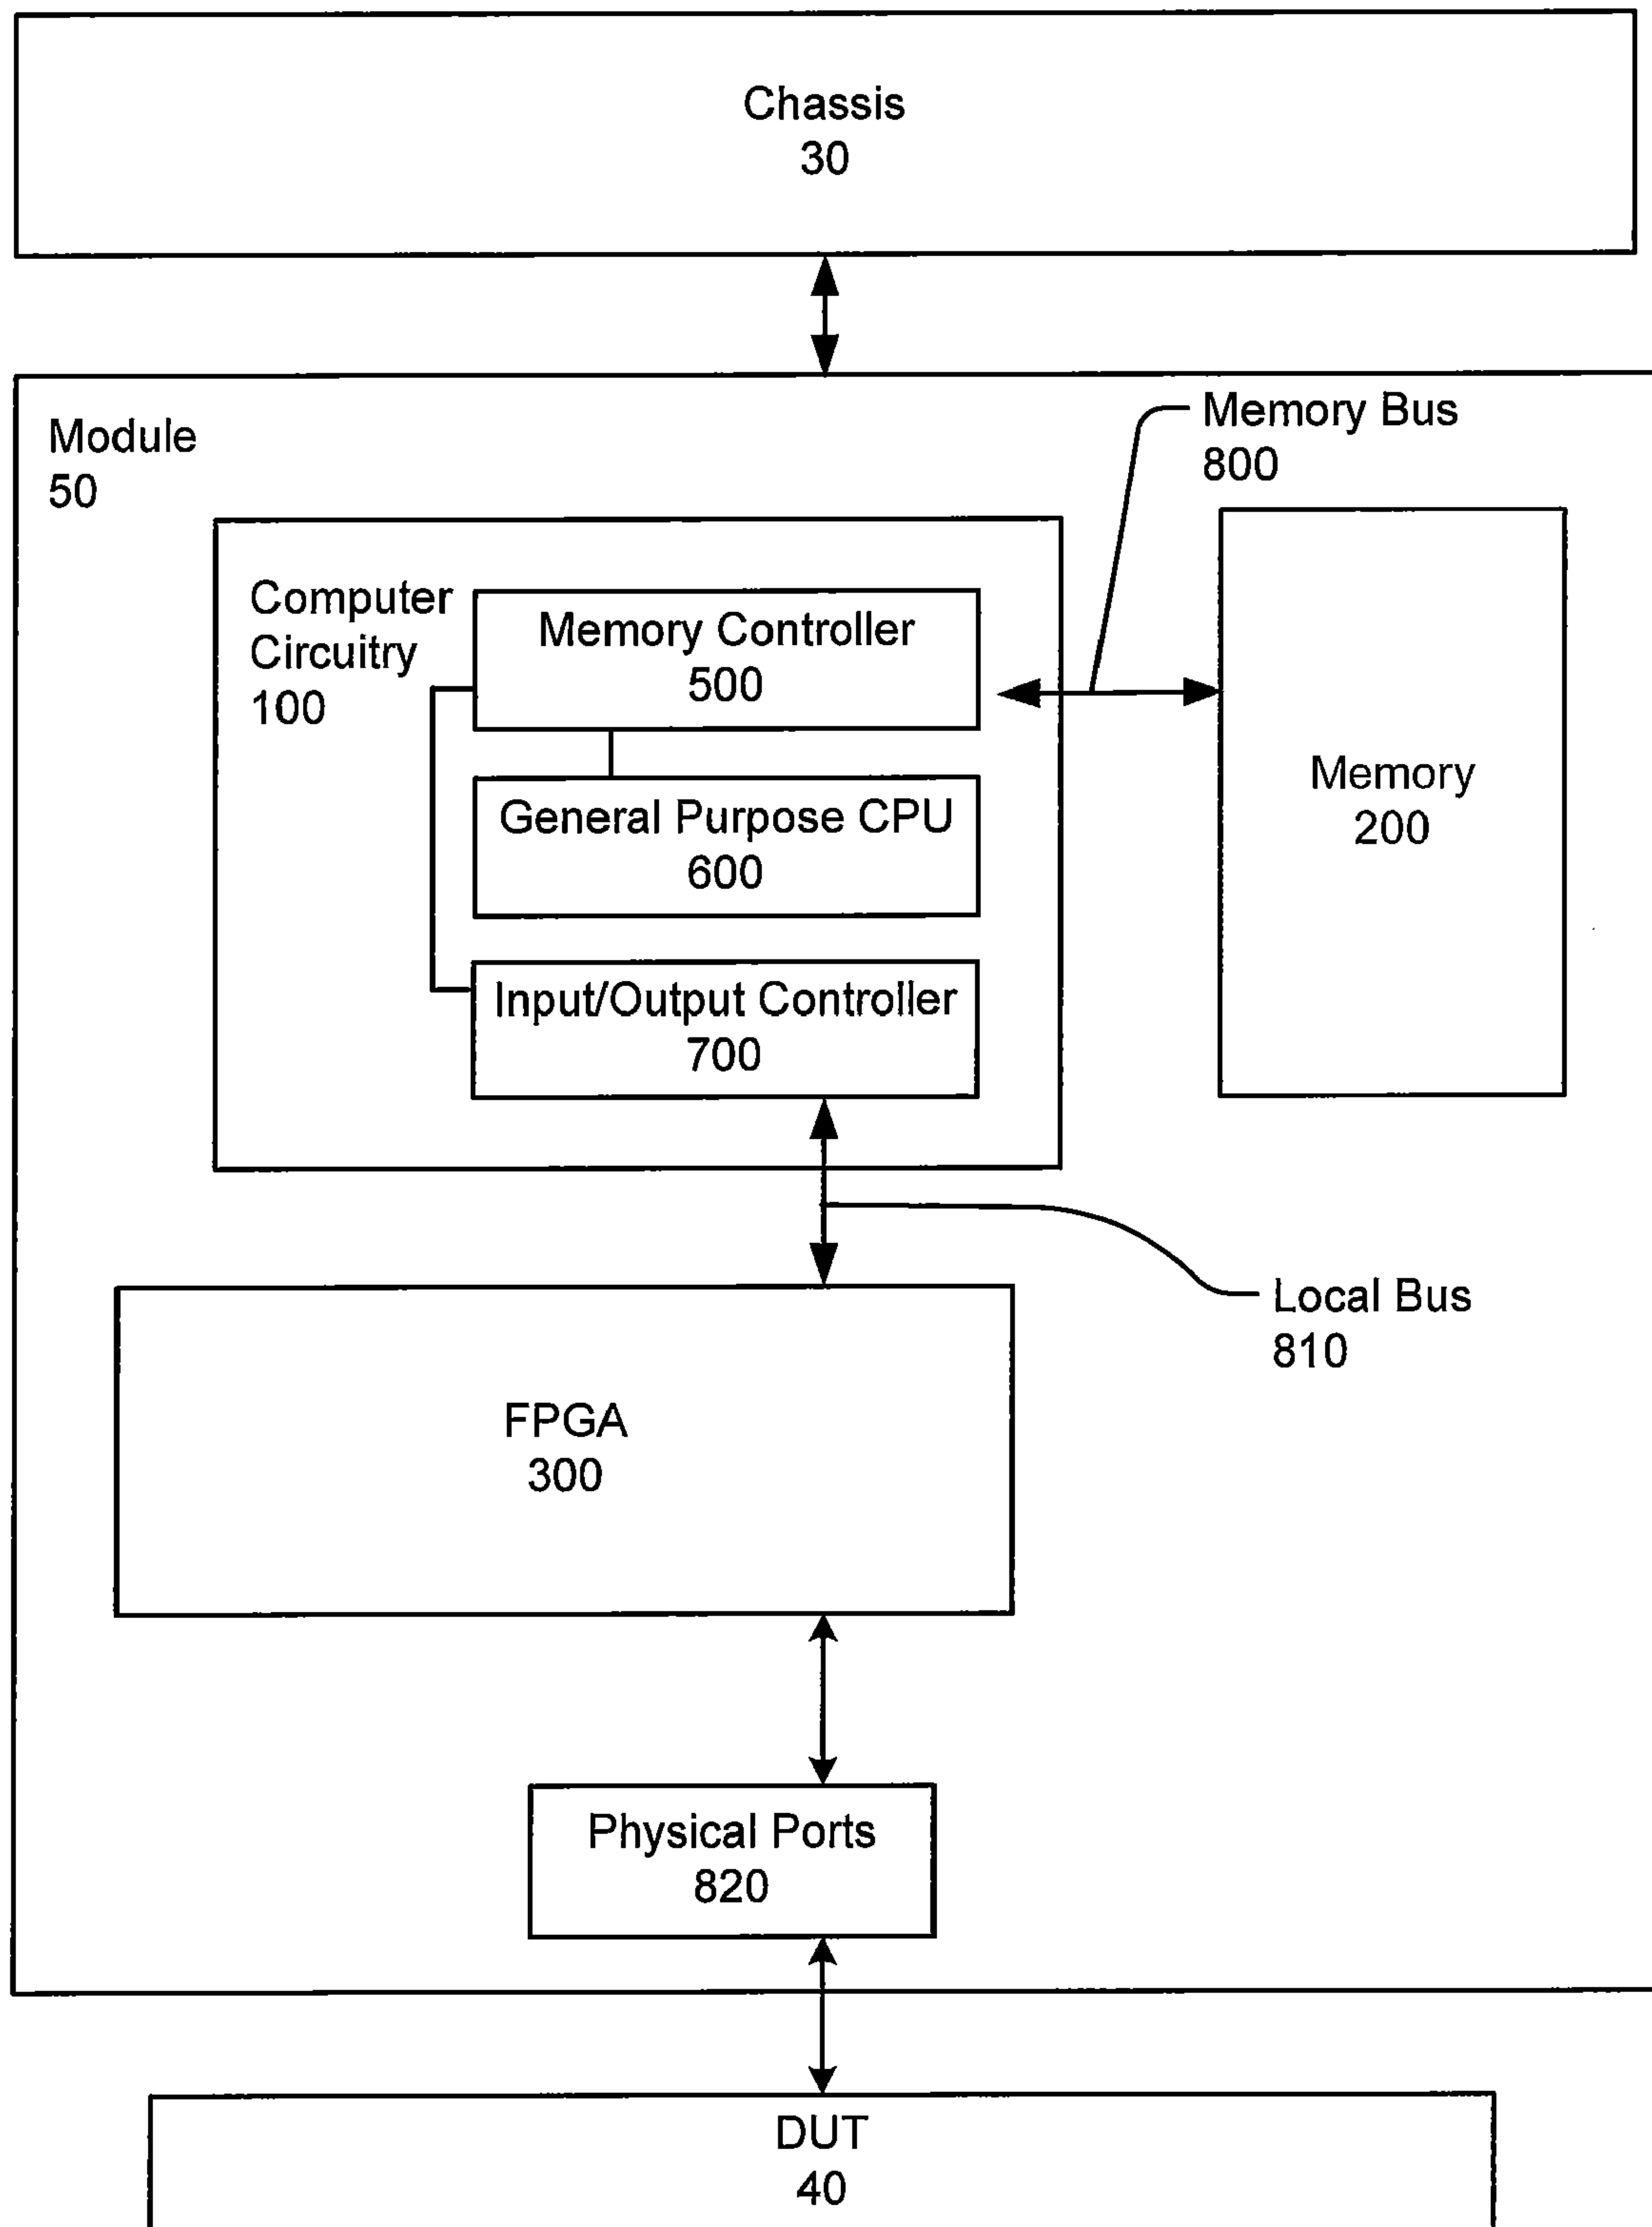 Chassis
30
Module
50
Memory Bus
800
Computer
Circuitry
100
Memory Controller
500
General Purpose CPU
600
Input/Output Controller
700
Memory
200
Local Bus
810
FPGA
300
Physical Ports
820
DUT
40